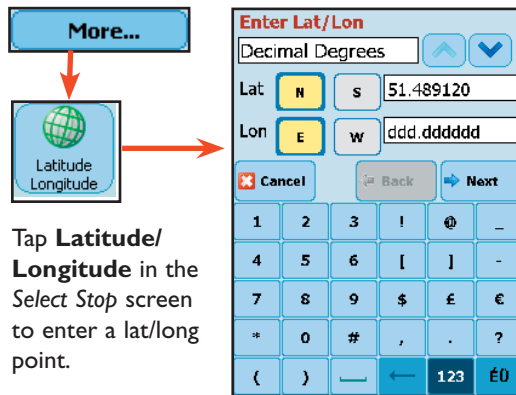 More...
Latitude
Longitude
Tap Latitude/
Longitude in the
Select Stop screen
to enter a lat/long
point.
Enter Lat/Lon
Decimal Degrees
Lat N S 51.489120
Lon E W ddd.dddddd
Cancel Back Next
1 2 3 ! @ _
4 5 6 [ ] -
7 8 9 $ £ €
* 0 # , . ?
( ) 123 ÉÜ